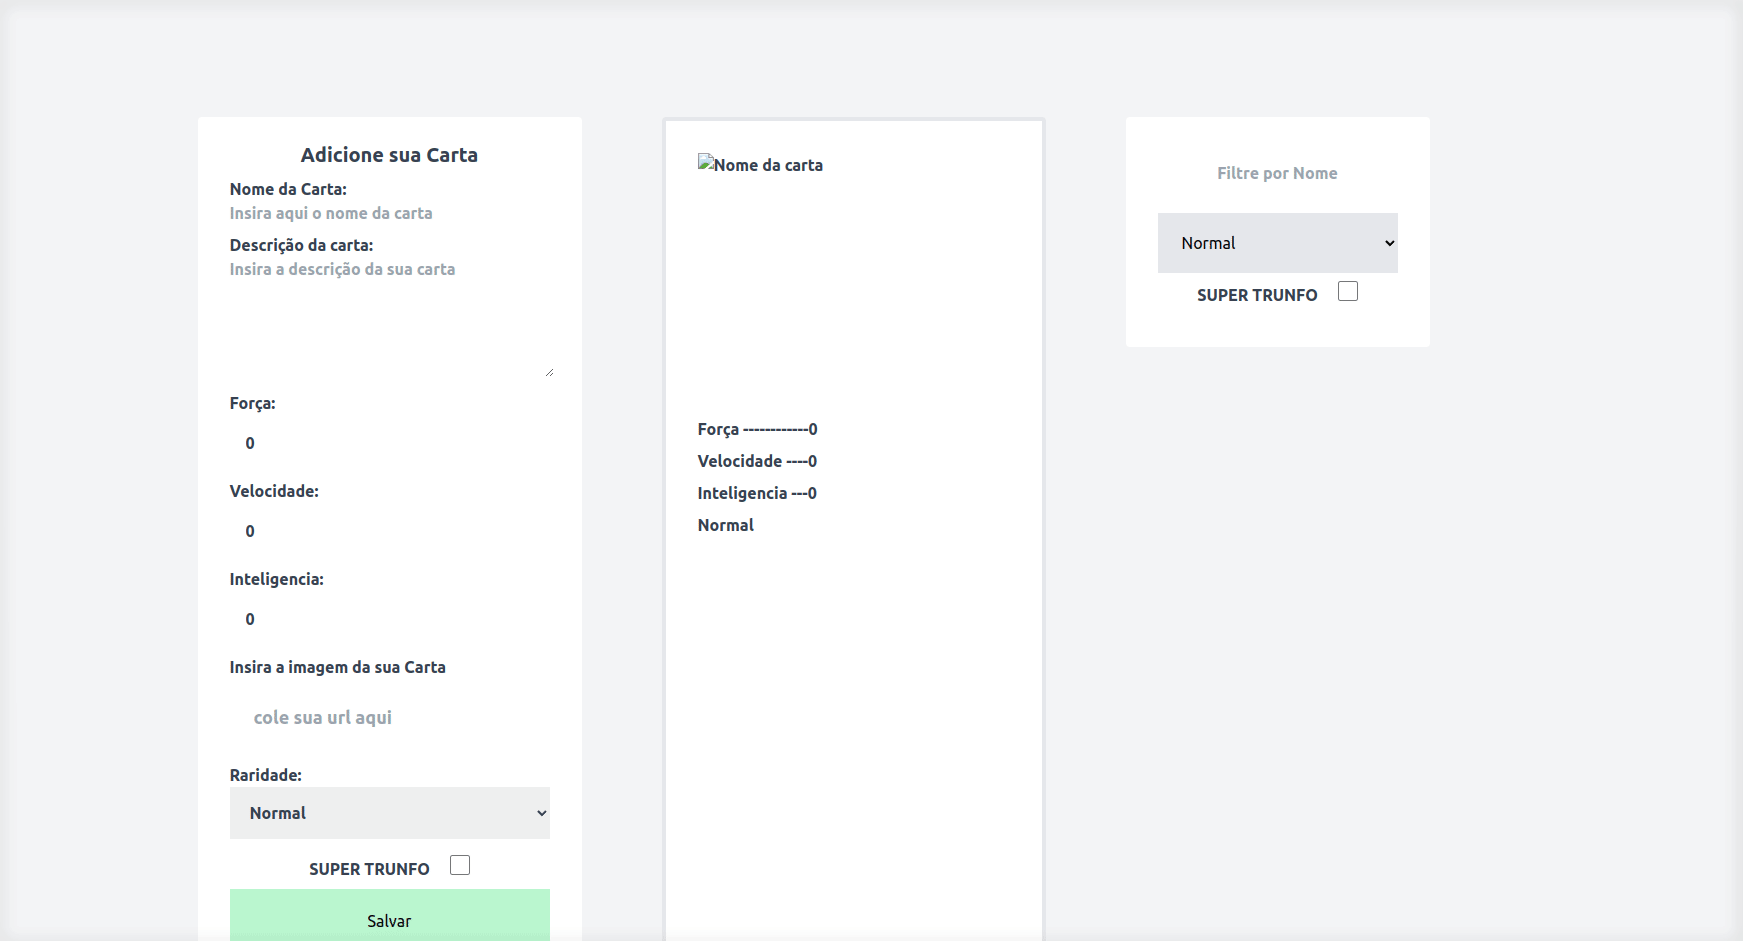 Adicione sua Carta
Nome da Carta:
Insira aqui o nome da carta
Descrição da carta:
Insira a descrição da sua carta
Força:
0
Velocidade:
0
Inteligencia:
0
Insira a imagem da sua Carta
cole sua url aqui
Raridade:
Normal
SUPER TRUNFO
Salvar
Nome da carta
Força ------------0
Velocidade ----0
Inteligencia ---0
Normal
Filtre por Nome
Normal
SUPER TRUNFO